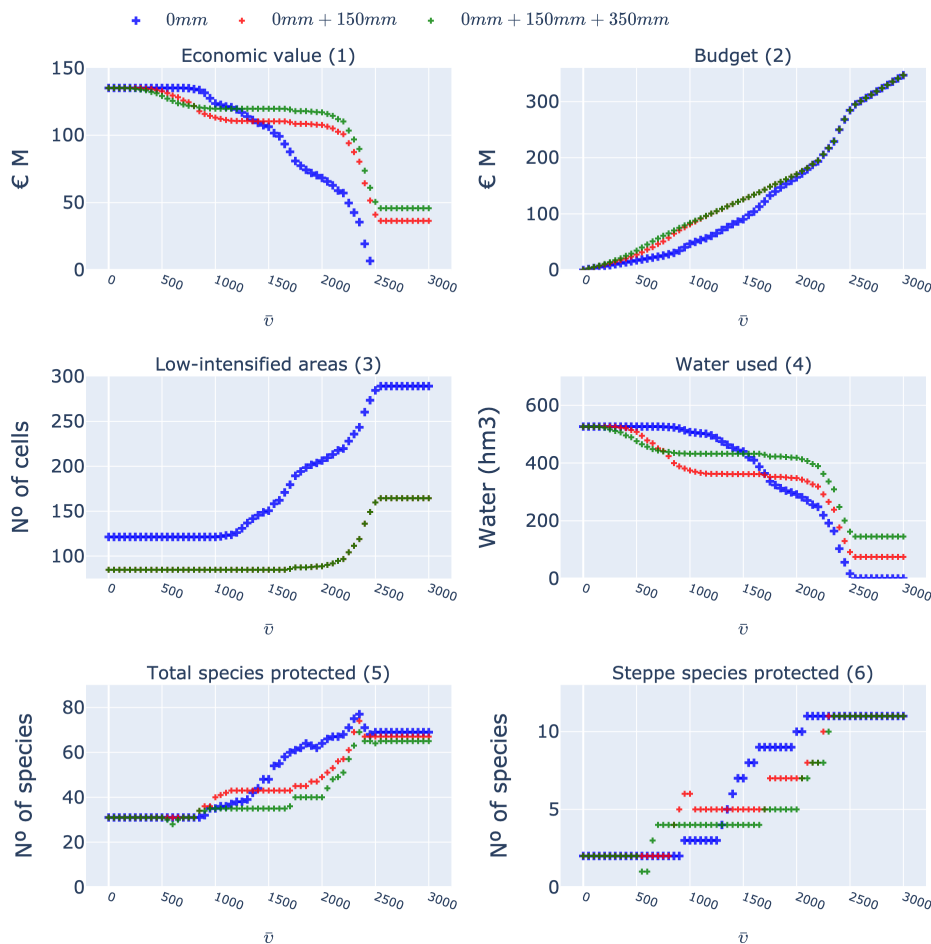 0mm 0mm + 150mm 0mm + 150mm + 350mm
Economic value (1)
€ M
150
100
50
0
0 500 1000 1500 2000 2500 3000
v̄
Budget (2)
€ M
300
200
100
0
0 500 1000 1500 2000 2500 3000
v̄
Low-intensified areas (3)
Nº of cells
300
250
200
150
100
0 500 1000 1500 2000 2500 3000
v̄
Water used (4)
Water (hm3)
600
400
200
0
0 500 1000 1500 2000 2500 3000
v̄
Total species protected (5)
Nº of species
80
60
40
20
0
0 500 1000 1500 2000 2500 3000
v̄
Steppe species protected (6)
Nº of species
10
5
0
0 500 1000 1500 2000 2500 3000
v̄